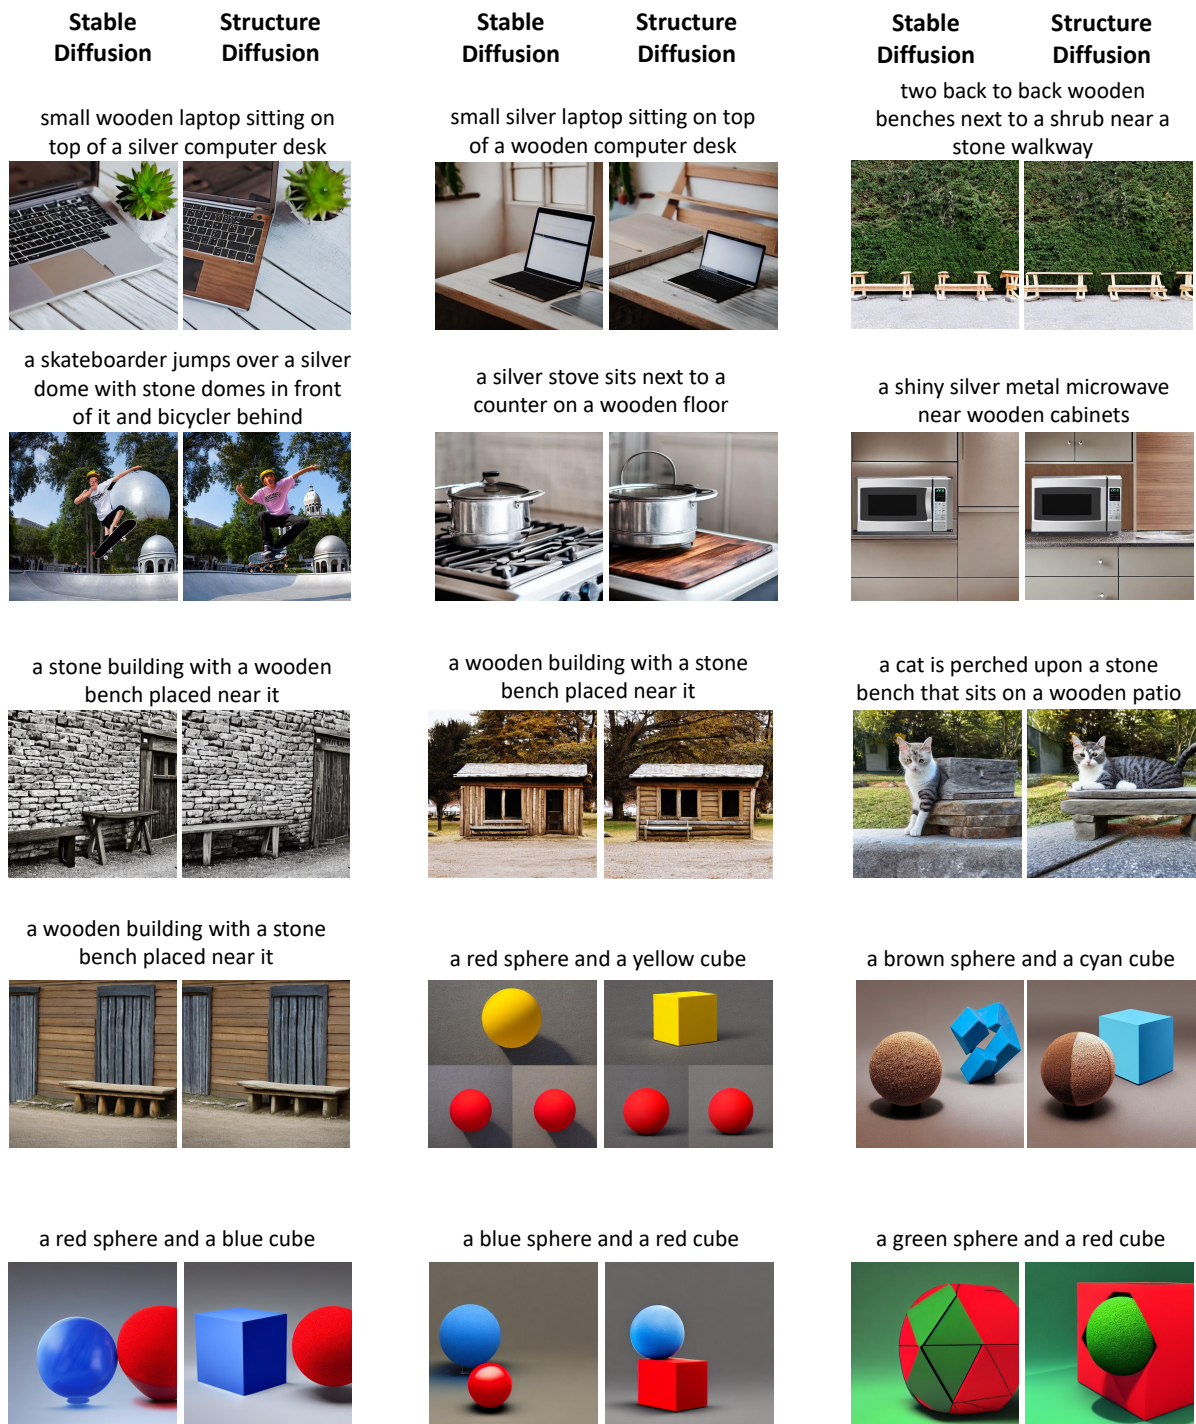 Stable
Diffusion
Structure
Diffusion
Stable
Diffusion
Structure
Diffusion
Stable
Diffusion
Structure
Diffusion
small wooden laptop sitting on
top of a silver computer desk
small silver laptop sitting on top
of a wooden computer desk
two back to back wooden
benches next to a shrub near a
stone walkway
a skateboarder jumps over a silver
dome with stone domes in front
of it and bicycler behind
a silver stove sits next to a
counter on a wooden floor
a shiny silver metal microwave
near wooden cabinets
a stone building with a wooden
bench placed near it
a wooden building with a stone
bench placed near it
a cat is perched upon a stone
bench that sits on a wooden patio
a wooden building with a stone
bench placed near it
a red sphere and a yellow cube
a brown sphere and a cyan cube
a red sphere and a blue cube
a blue sphere and a red cube
a green sphere and a red cube